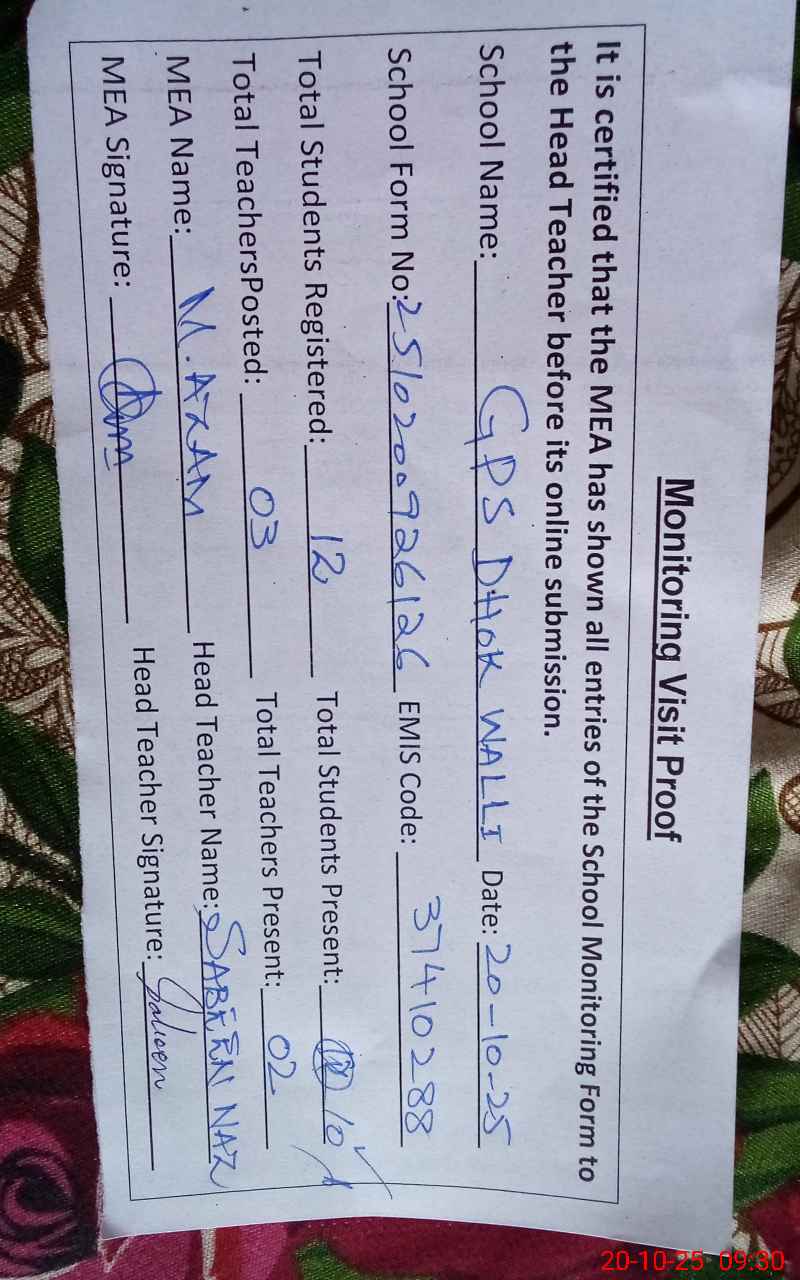 Monitoring Visit Proof
It is certified that the MEA has shown all entries of the School Monitoring Form to
the Head Teacher before its online submission.
School Name: GPS DHOK WALLI Date: 20-10-25
School Form No: 2510200926126 EMIS Code: 37410288
Total Students Registered: 12 Total Students Present: 10
Total TeachersPosted: 03 Total Teachers Present: 02
MEA Name: M. AZAM Head Teacher Name: SABEEN NAZ
MEA Signature: Head Teacher Signature: Sabeen
20-10-25 09:30